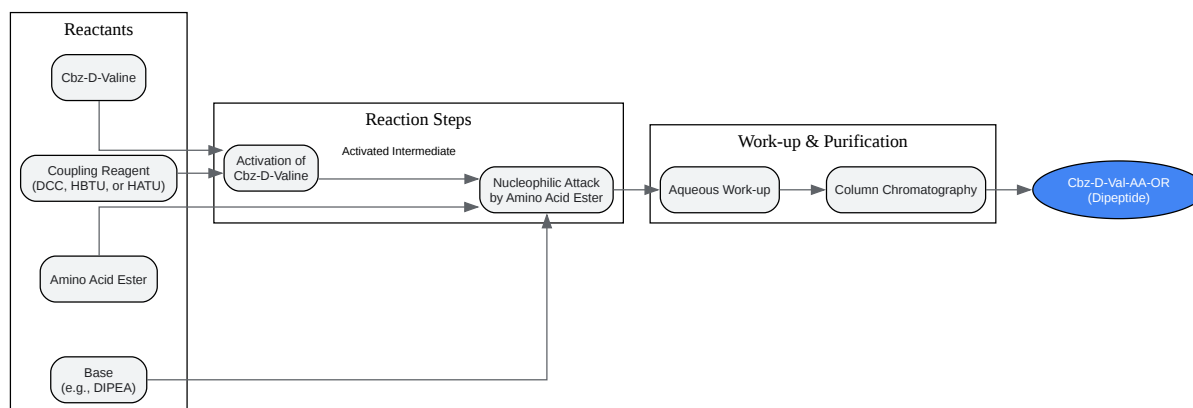 Reactants
Cbz-D-Valine
Coupling Reagent
(DCC, HBTU, or HATU)
Amino Acid Ester
Base
(e.g., DIPEA)
Reaction Steps
Activation of
Cbz-D-Valine
Activated Intermediate
Nucleophilic Attack
by Amino Acid Ester
Work-up & Purification
Aqueous Work-up
Column Chromatography
Cbz-D-Val-AA-OR
(Dipeptide)